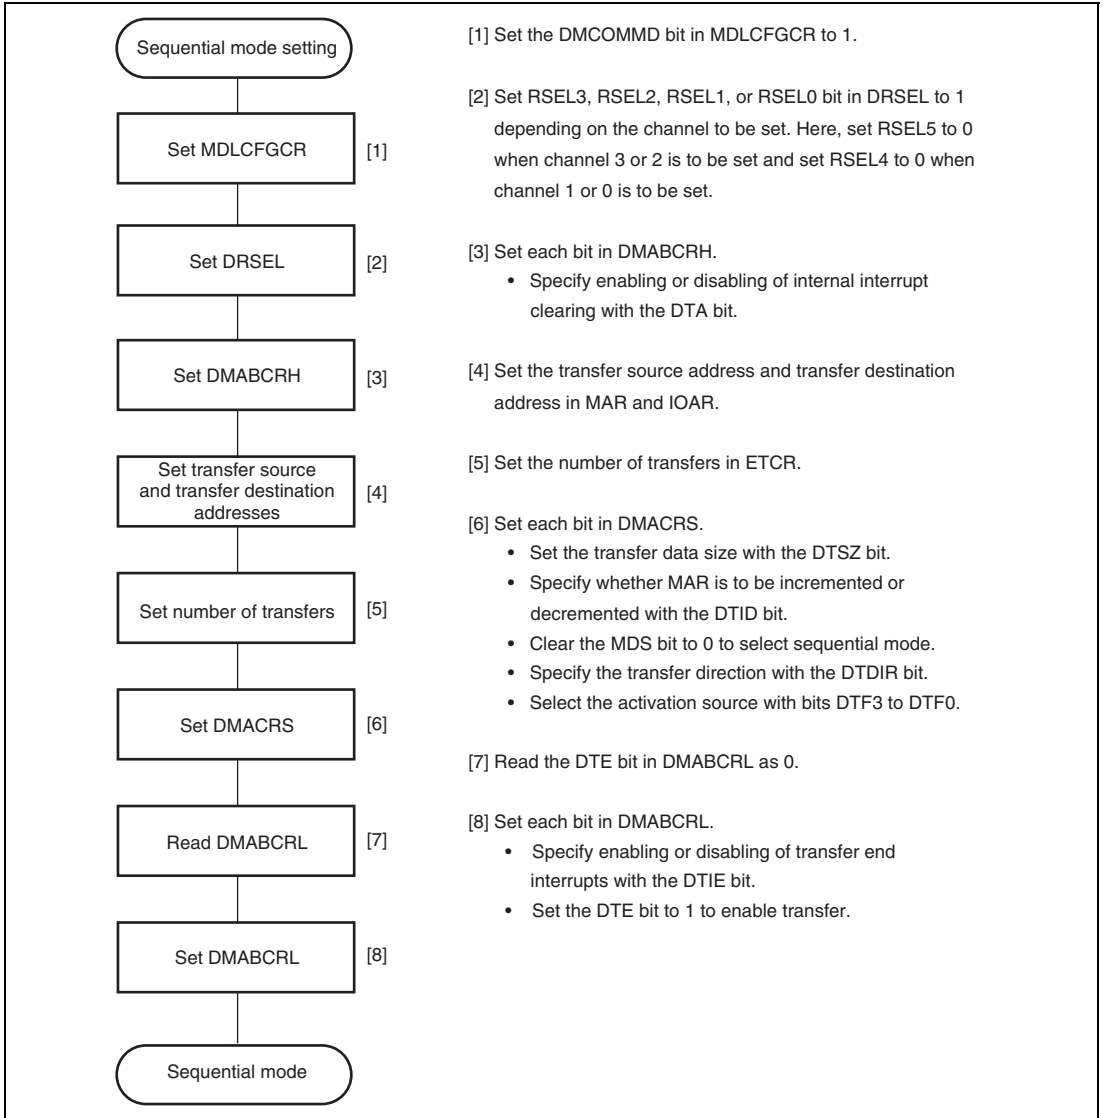 Sequential mode setting
Set MDLCFGCR
[1]
Set DRSEL
[2]
Set DMABCRH
[3]
Set transfer source
and transfer destination
addresses
[4]
Set number of transfers
[5]
Set DMACRS
[6]
Read DMABCRL
[7]
Set DMABCRL
[8]
Sequential mode
[1] Set the DMCOMMD bit in MDLCFGCR to 1.
[2] Set RSEL3, RSEL2, RSEL1, or RSEL0 bit in DRSEL to 1
depending on the channel to be set. Here, set RSEL5 to 0
when channel 3 or 2 is to be set and set RSEL4 to 0 when
channel 1 or 0 is to be set.
[3] Set each bit in DMABCRH.
• Specify enabling or disabling of internal interrupt
clearing with the DTA bit.
[4] Set the transfer source address and transfer destination
address in MAR and IOAR.
[5] Set the number of transfers in ETCR.
[6] Set each bit in DMACRS.
• Set the transfer data size with the DTSZ bit.
• Specify whether MAR is to be incremented or
decremented with the DTID bit.
• Clear the MDS bit to 0 to select sequential mode.
• Specify the transfer direction with the DTDIR bit.
• Select the activation source with bits DTF3 to DTF0.
[7] Read the DTE bit in DMABCRL as 0.
[8] Set each bit in DMABCRL.
• Specify enabling or disabling of transfer end
interrupts with the DTIE bit.
• Set the DTE bit to 1 to enable transfer.